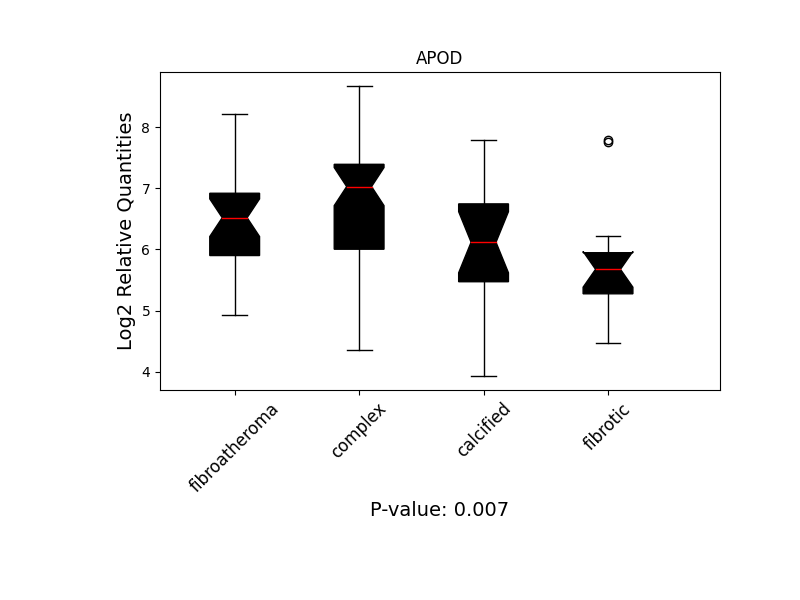 APOD
Log2 Relative Quantities
8
7
6
5
4
fibroatheroma
complex
calcified
fibrotic
P-value: 0.007